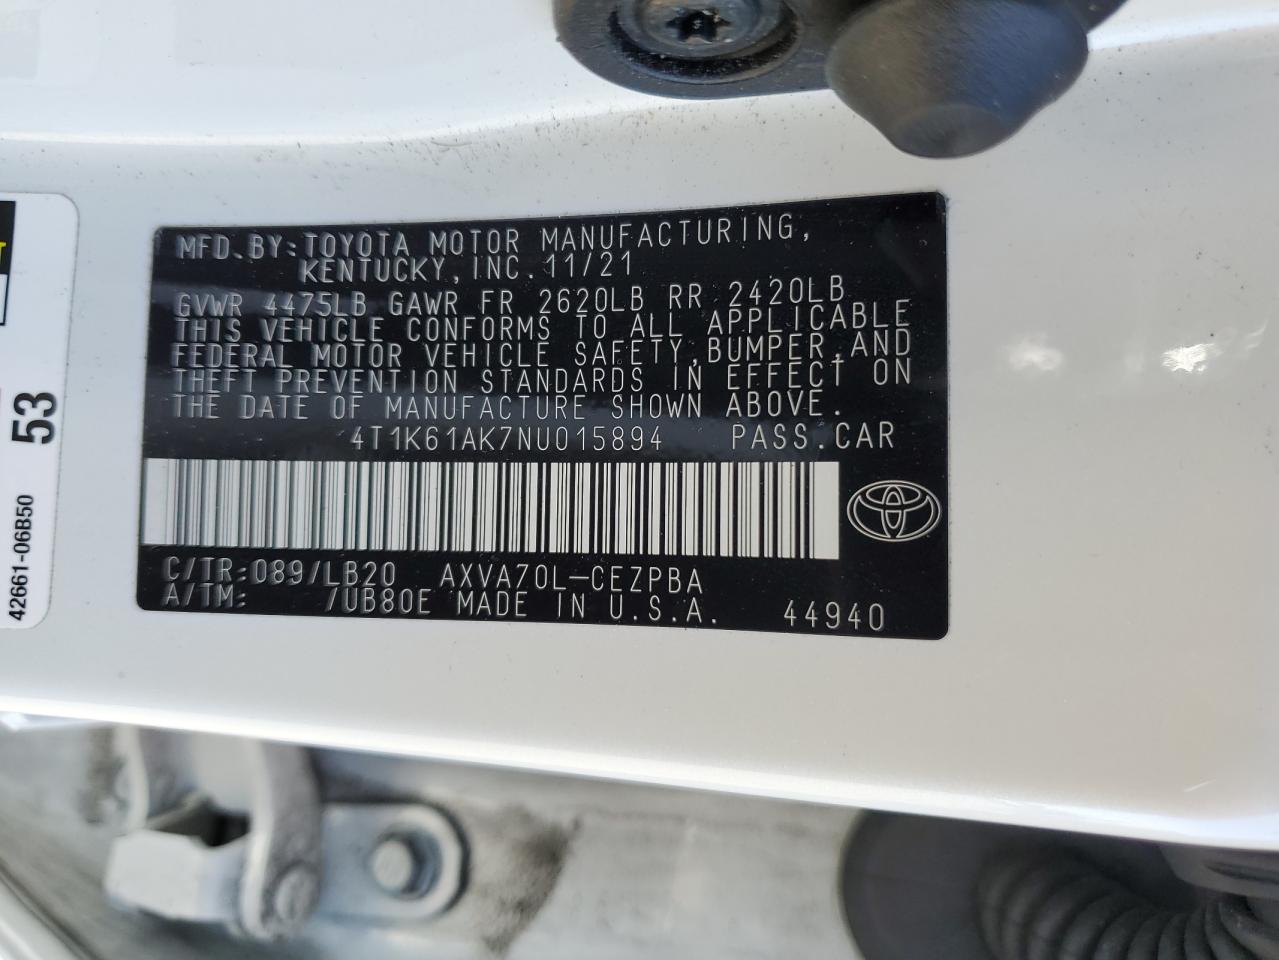 MFD.BY:TOYOTA MOTOR MANUFACTURING,
KENTUCKY,INC. 11/21
GVWR 4475LB GAWR FR 2620LB RR 2420LB
THIS VEHICLE CONFORMS TO ALL APPLICABLE
FEDERAL MOTOR VEHICLE SAFETY,BUMPER,AND
THEFT PREVENTION STANDARDS IN EFFECT ON
THE DATE OF MANUFACTURE SHOWN ABOVE.
4T1K61AK7NU015894 PASS.CAR
C/TR:089/LB20 AXVA70L-CEZPBA
A/TM: /UB80E MADE IN U.S.A. 44940
53
42661-06B50